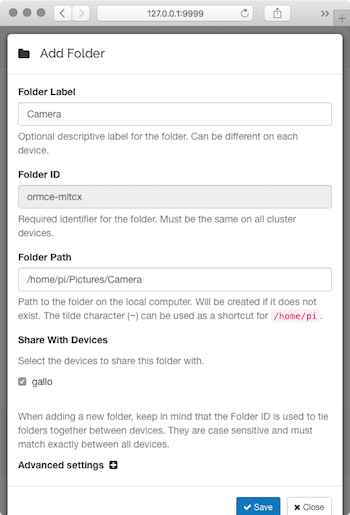 127.0.0.1:9999
Add Folder
Folder Label
Camera
Optional descriptive label for the folder. Can be different on each
device.
Folder ID
ormce-mltcx
Required identifier for the folder. Must be the same on all cluster
devices.
Folder Path
/home/pi/Pictures/Camera
Path to the folder on the local computer. Will be created if it does not
exist. The tilde character (~) can be used as a shortcut for /home/pi.
Share With Devices
Select the devices to share this folder with.
gallo
When adding a new folder, keep in mind that the Folder ID is used to tie
folders together between devices. They are case sensitive and must
match exactly between all devices.
Advanced settings
Save
Close